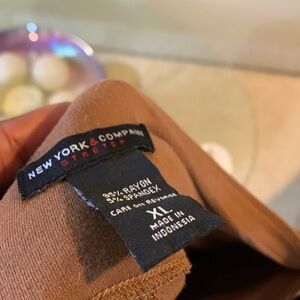 NEW YORK & COMPANY
STRETCH
95% RAYON
5% SPANDEX
CARE ON REVERSE
XL
MADE IN
INDONESIA